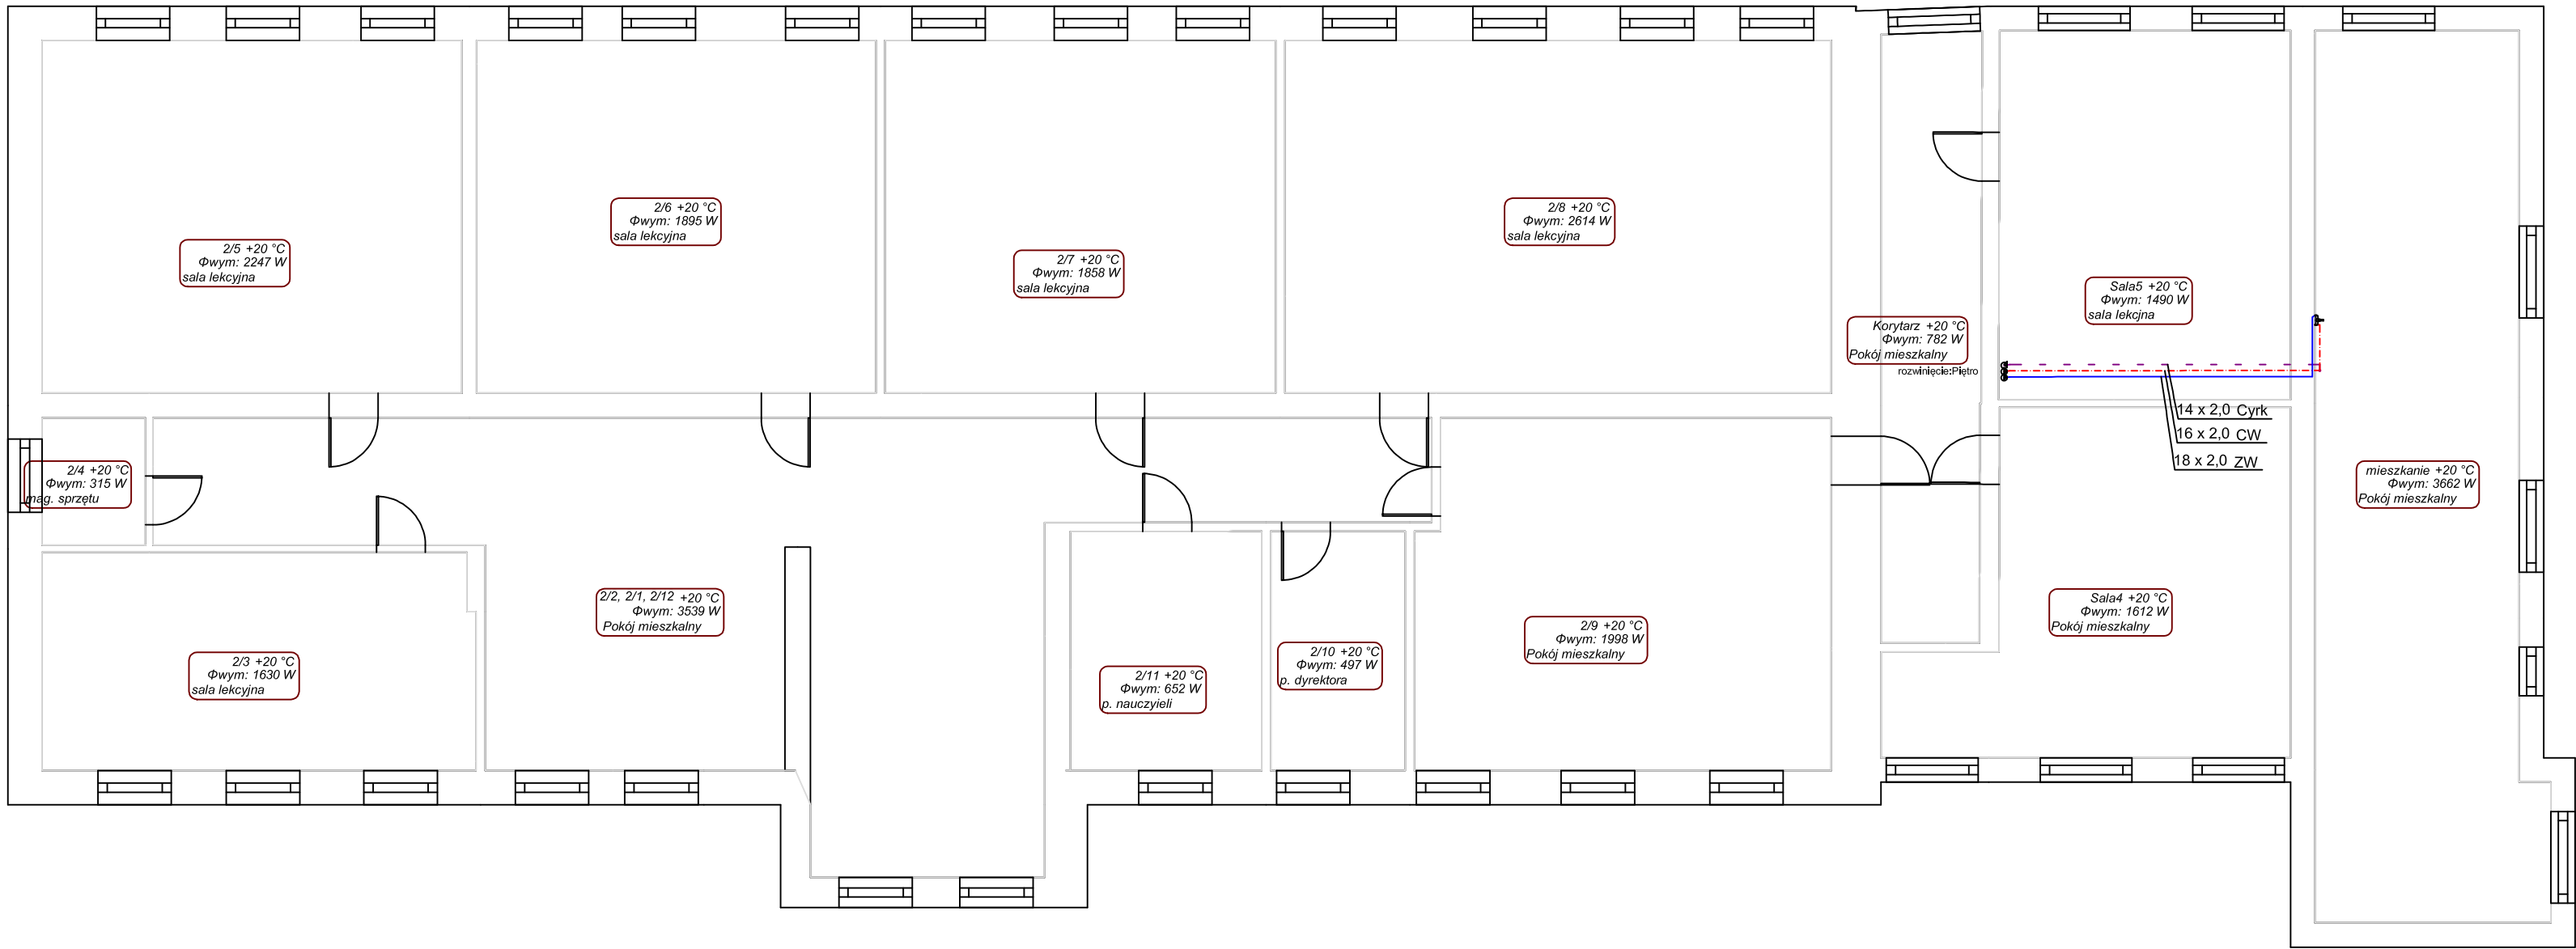 2/5 +20 °C
Φwym: 2247 W
sala lekcyjna
2/6 +20 °C
Φwym: 1895 W
sala lekcyjna
2/7 +20 °C
Φwym: 1858 W
sala lekcyjna
2/8 +20 °C
Φwym: 2614 W
sala lekcyjna
Korytarz +20 °C
Φwym: 782 W
Pokój mieszkalny
rozwinięcie:Piętro
Sala5 +20 °C
Φwym: 1490 W
sala lekcjna
14 x 2,0 Cyrk
16 x 2,0 CW
18 x 2,0 ZW
mieszkanie +20 °C
Φwym: 3662 W
Pokój mieszkalny
2/4 +20 °C
Φwym: 315 W
mag. sprzętu
2/3 +20 °C
Φwym: 1630 W
sala lekcyjna
2/2, 2/1, 2/12 +20 °C
Φwym: 3539 W
Pokój mieszkalny
2/11 +20 °C
Φwym: 652 W
p. nauczyieli
2/10 +20 °C
Φwym: 497 W
p. dyrektora
2/9 +20 °C
Φwym: 1998 W
Pokój mieszkalny
Sala4 +20 °C
Φwym: 1612 W
Pokój mieszkalny